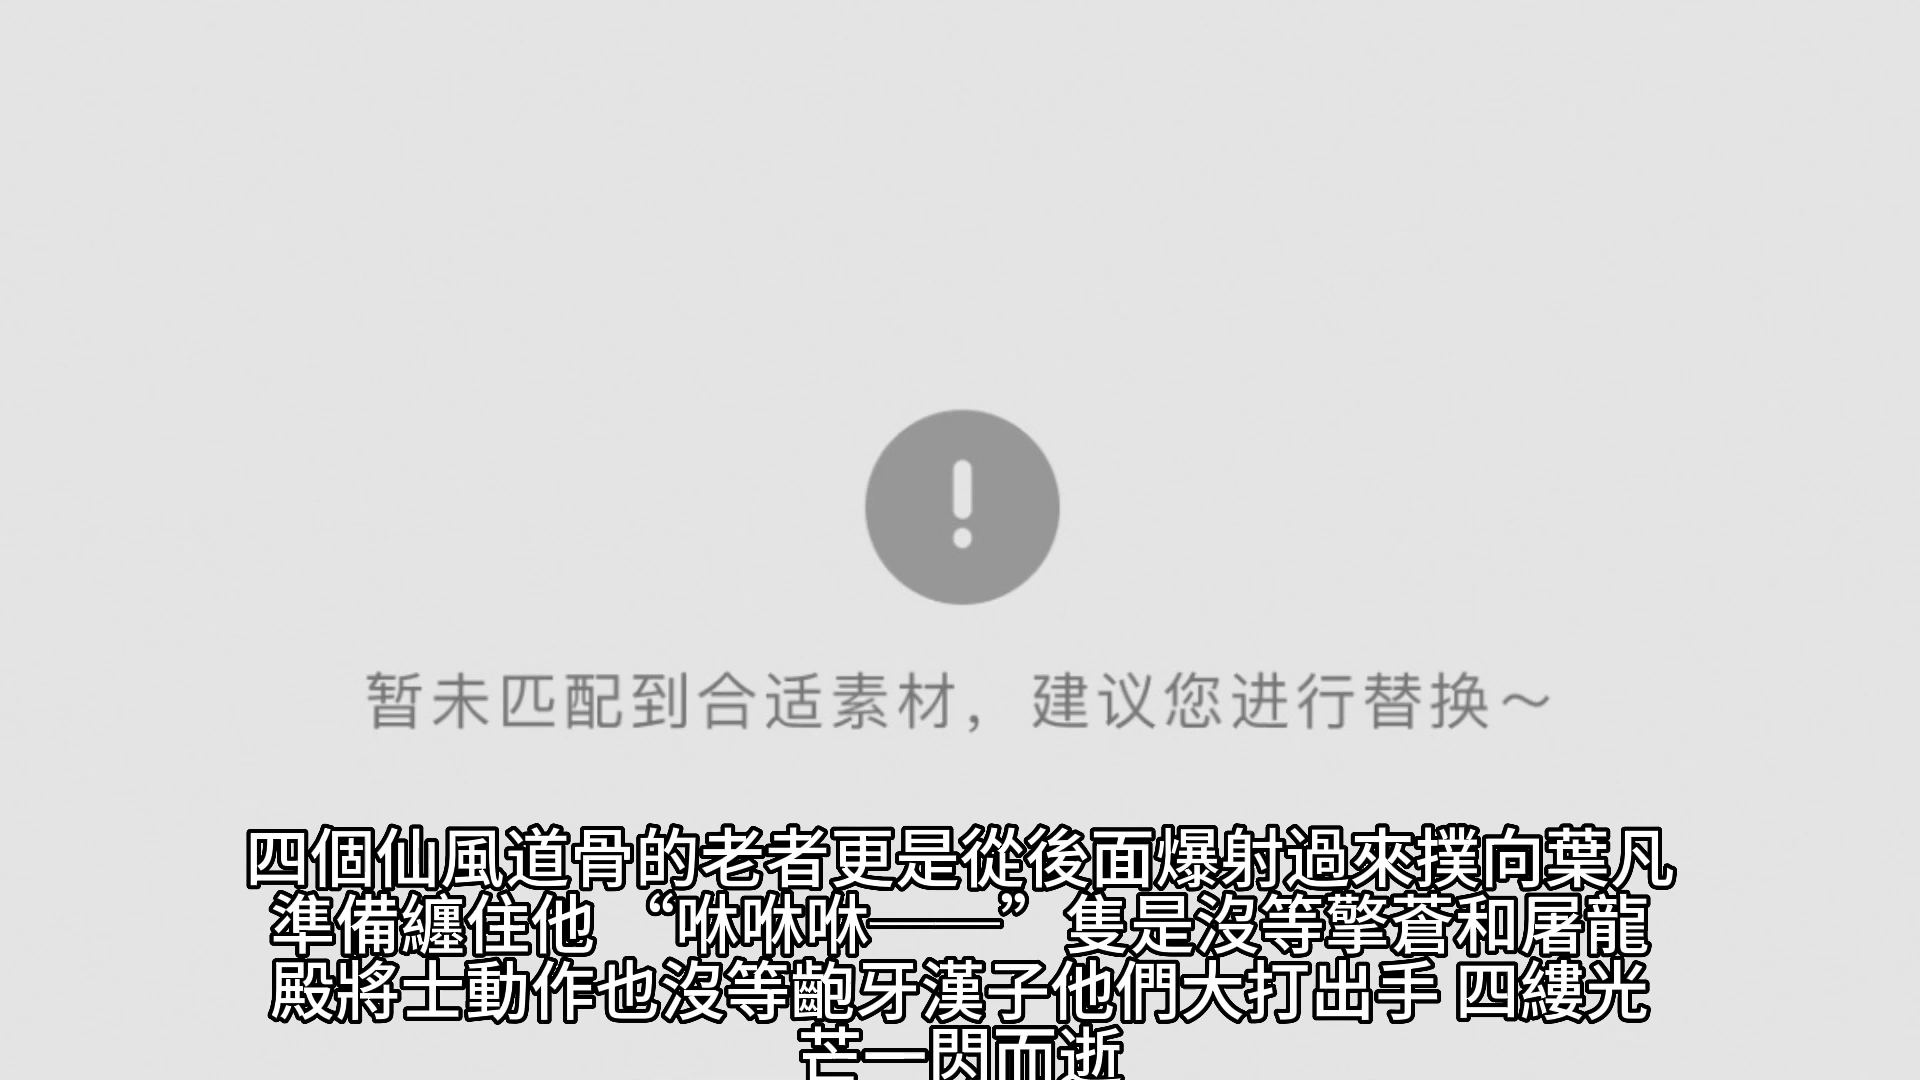 暂未匹配到合适素材，建议您进行替换～
四個仙風道骨的老者更是從後面爆射過來撲向葉凡
準備纏住他 “咻咻咻——”隻是沒等擎蒼和屠龍
殿將士動作也沒等齙牙漢子他們大打出手 四縷光
芒一閃而逝